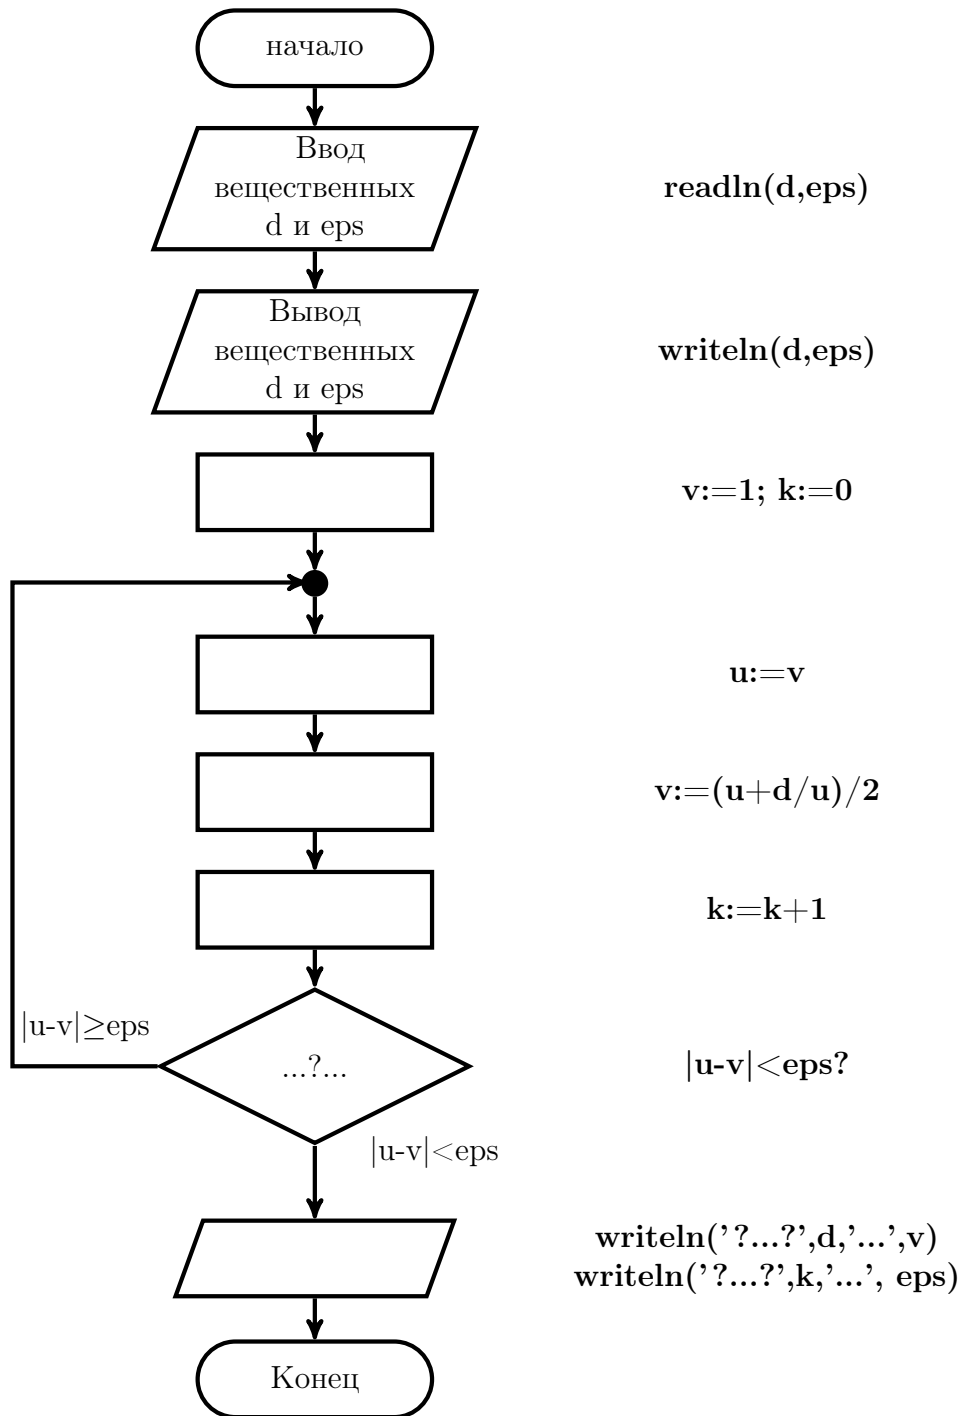 начало
Ввод
вещественных
d и eps
readln(d,eps)
Вывод
вещественных
d и eps
writeln(d,eps)
v:=1; k:=0
u:=v
v:=(u+d/u)/2
k:=k+1
|u-v|≥eps
...?...
|u-v|<eps?
|u-v|<eps
writeln('?...?',d,'...',v)
writeln('?...?',k,'...', eps)
Конец